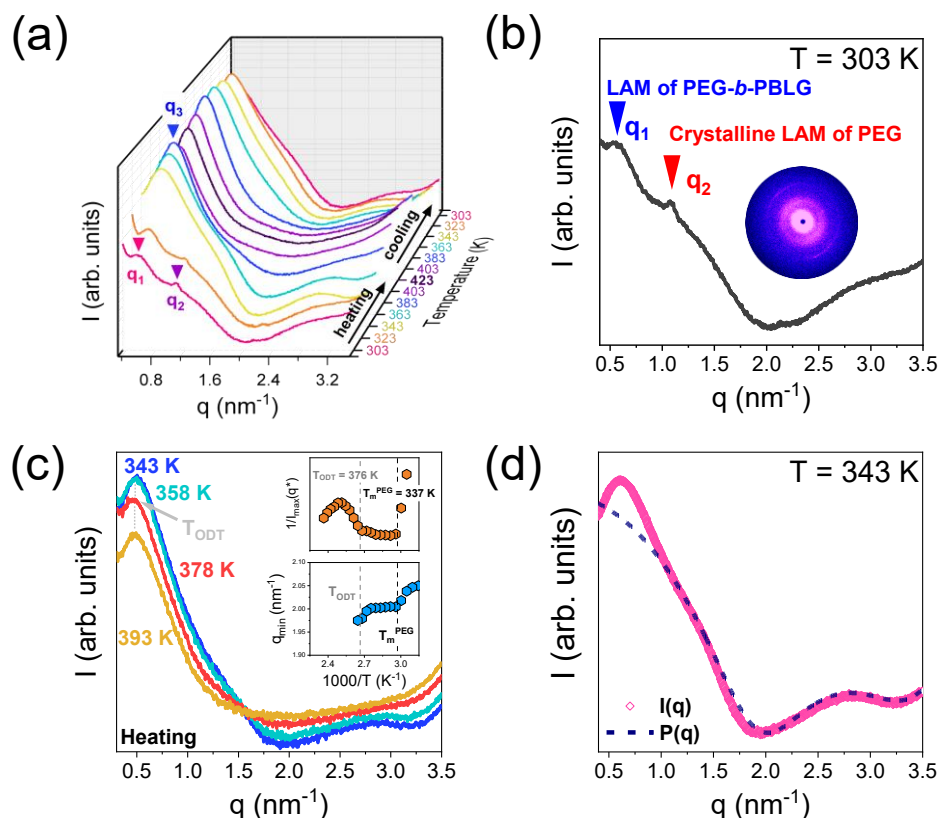 (a)
q3
q1
q2
I (arb. units)
0.8 1.6 2.4 3.2
q (nm-1)
heating
cooling
Temperature (K)
303
323
343
363
383
403
423
403
383
363
343
323
303
(b)
T = 303 K
LAM of PEG-b-PBLG
q1
Crystalline LAM of PEG
q2
I (arb. units)
0.5 1.0 1.5 2.0 2.5 3.0 3.5
q (nm-1)
(c)
343 K
358 K
TODT
378 K
393 K
Heating
I (arb. units)
0.5 1.0 1.5 2.0 2.5 3.0 3.5
q (nm-1)
TODT = 376 K
TmPEG = 337 K
1/Imax(q*)
2.10
2.05
2.00
1.95
1.90
qmin (nm-1)
TODT
TmPEG
2.4 2.7 3.0
1000/T (K-1)
(d)
T = 343 K
I(q)
P(q)
I (arb. units)
0.5 1.0 1.5 2.0 2.5 3.0 3.5
q (nm-1)